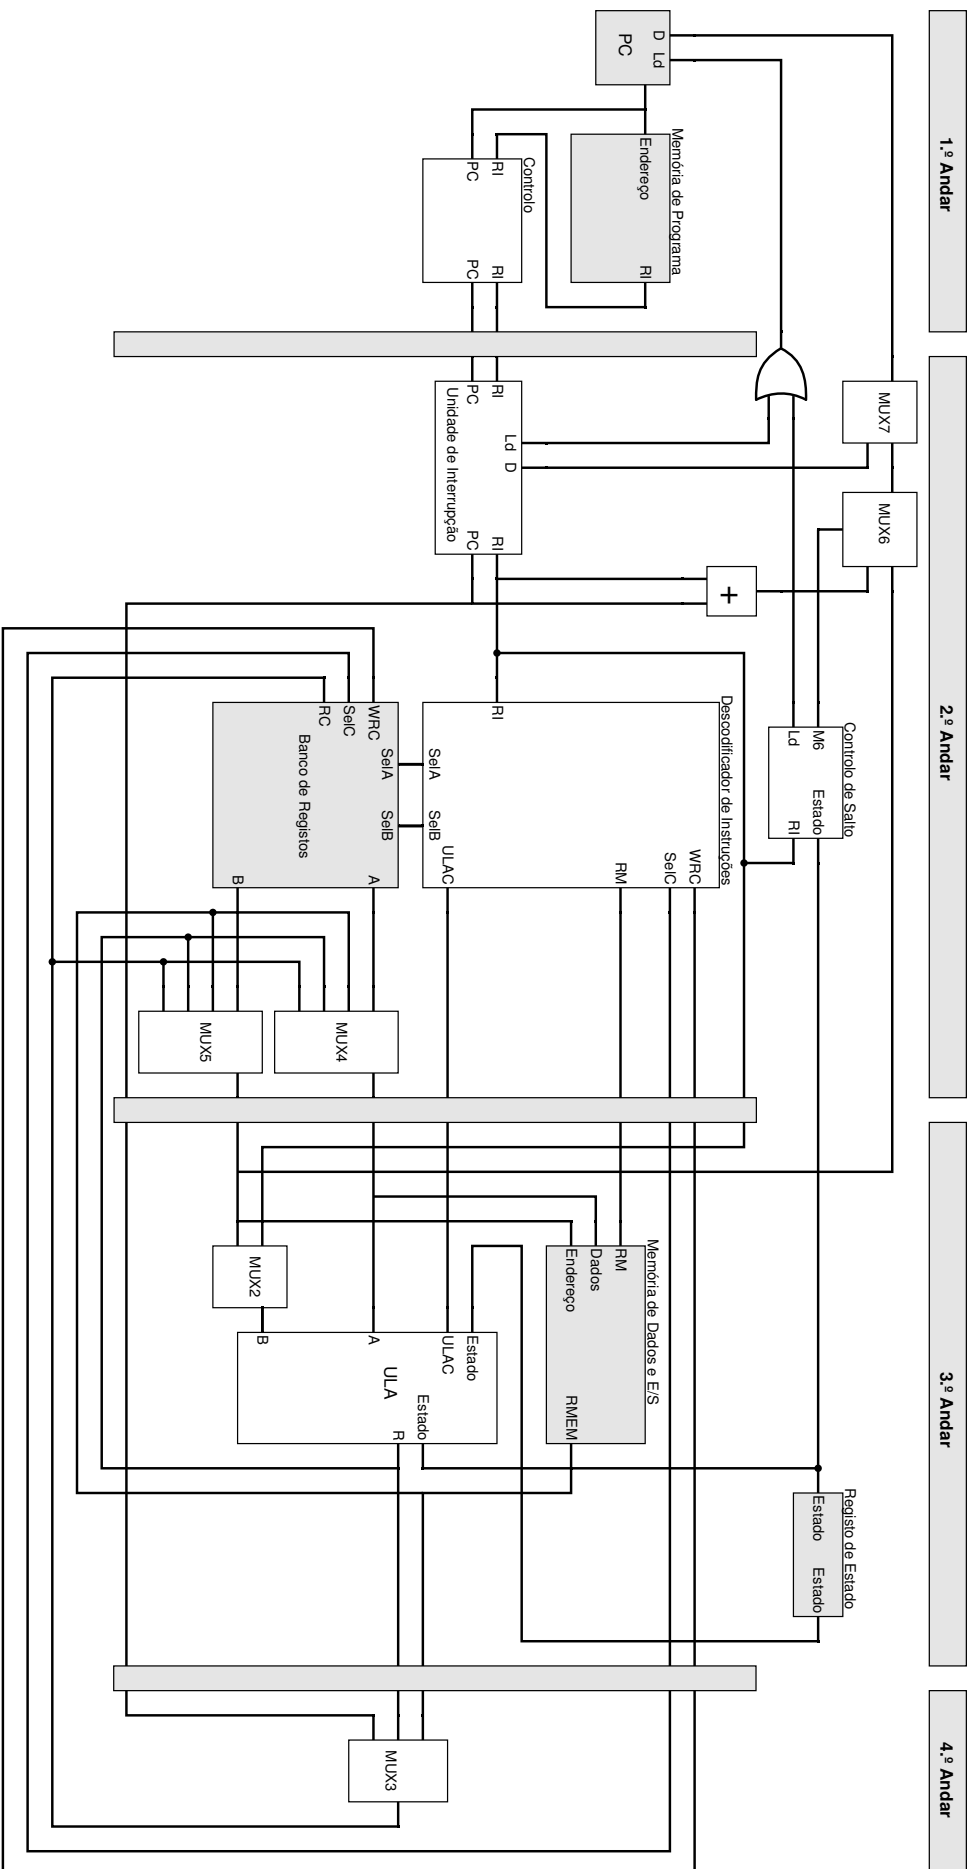 1.º Andar
2.º Andar
3.º Andar
4.º Andar
D
Ld
PC
Memória de Programa
Endereço
RI
Controlo
RI
PC
RI
PC
MUX7
MUX6
RI
PC
Ld
D
Unidade de Interrupção
RI
PC
+
Controlo de Salto
M6
Ld
Estado
RI
Descodificador de Instruções
RI
SelA
SelB
ULAC
RM
SelC
WRC
WRC
SelC
RC
SelA
SelB
Banco de Registos
A
B
MUX4
MUX5
MUX2
Memória de Dados e E/S
RM
Dados
Endereço
RMEM
Estado
ULAC
A
B
ULA
Estado
R
Registo de Estado
Estado
Estado
MUX3